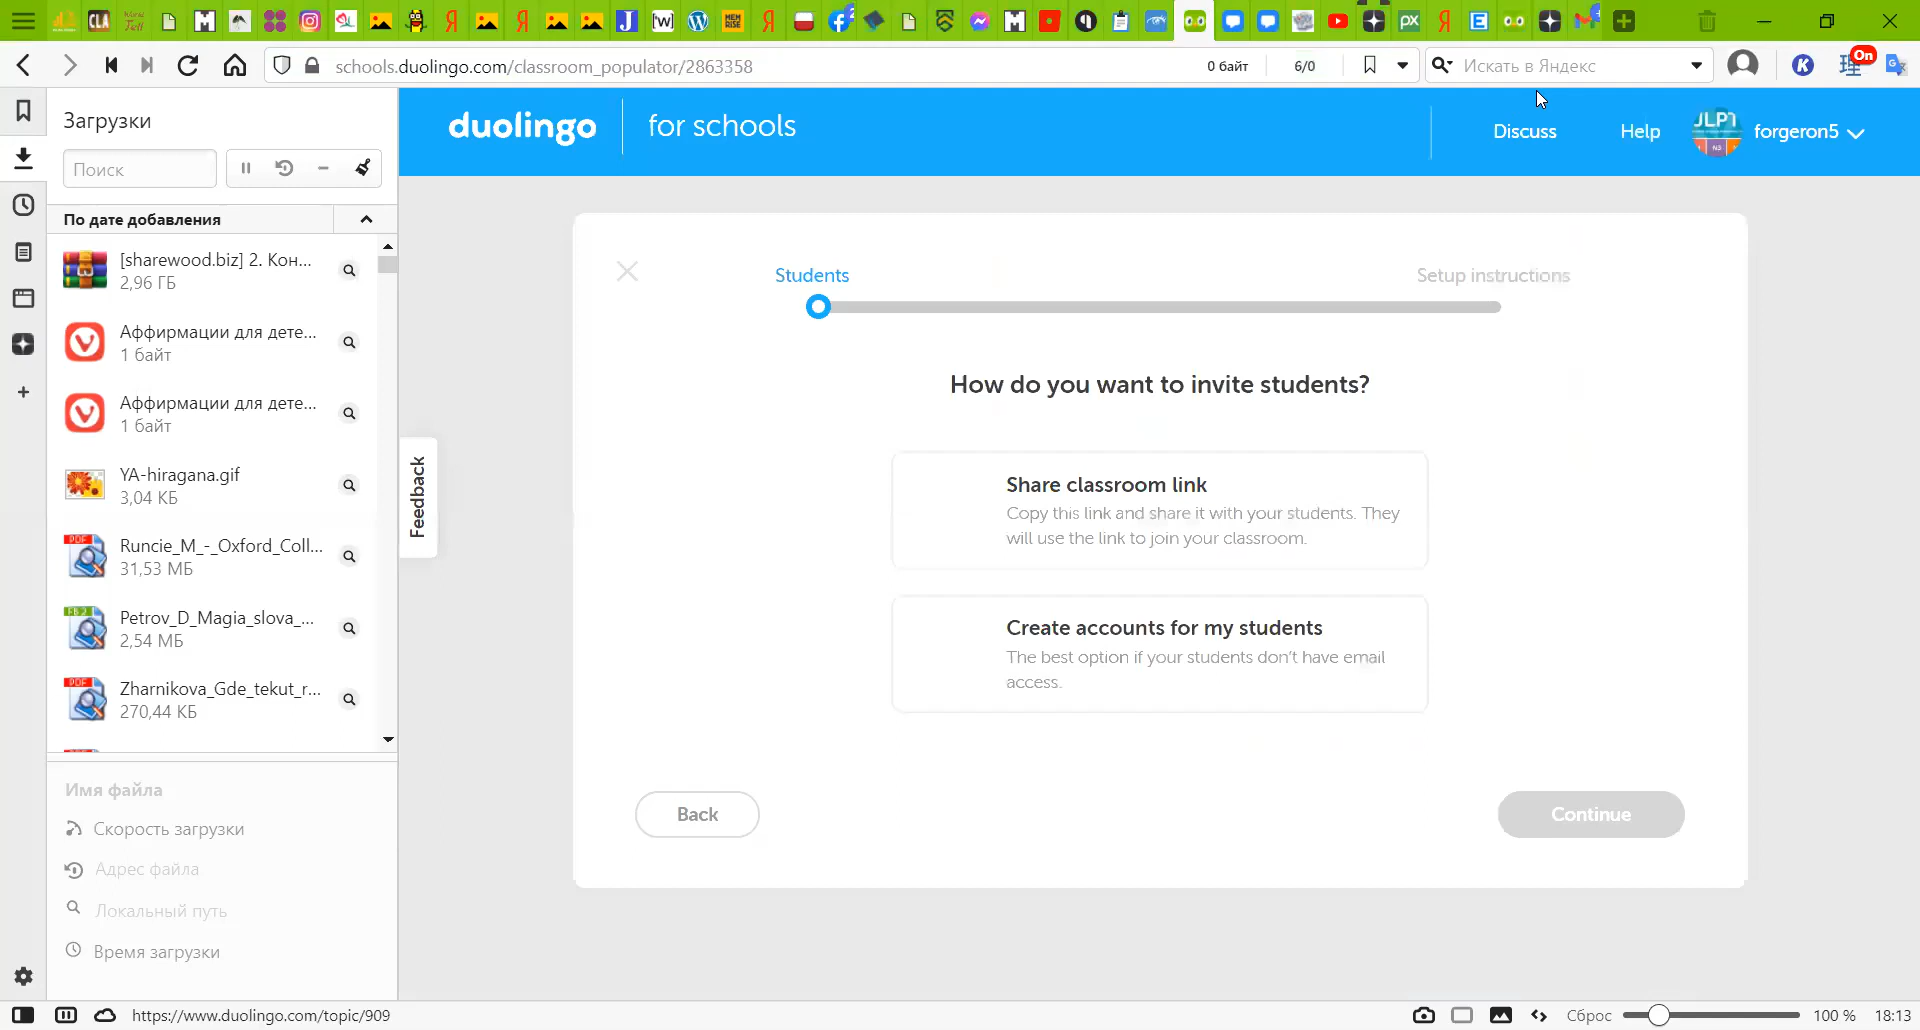 schools.duolingo.com/classroom_populator/2863358
0 байт
6/0
Искать в Яндекс
On
Загрузки
Поиск
По дате добавления
[sharewood.biz] 2. Кон...
2,96 ГБ
Аффирмации для дете...
1 байт
Аффирмации для дете...
1 байт
YA-hiragana.gif
3,04 КБ
Runcie_M_-_Oxford_Coll...
31,53 МБ
Petrov_D_Magia_slova_...
2,54 МБ
Zharnikova_Gde_tekut_r...
270,44 КБ
Имя файла
Скорость загрузки
Адрес файла
Локальный путь
Время загрузки
duolingo
for schools
Discuss
Help
JLPT
N3
forgeron5
Feedback
Students
Setup instructions
How do you want to invite students?
Share classroom link
Copy this link and share it with your students. They
will use the link to join your classroom.
Create accounts for my students
The best option if your students don't have email
access.
Back
Continue
https://www.duolingo.com/topic/909
Сброс
100 %
18:13